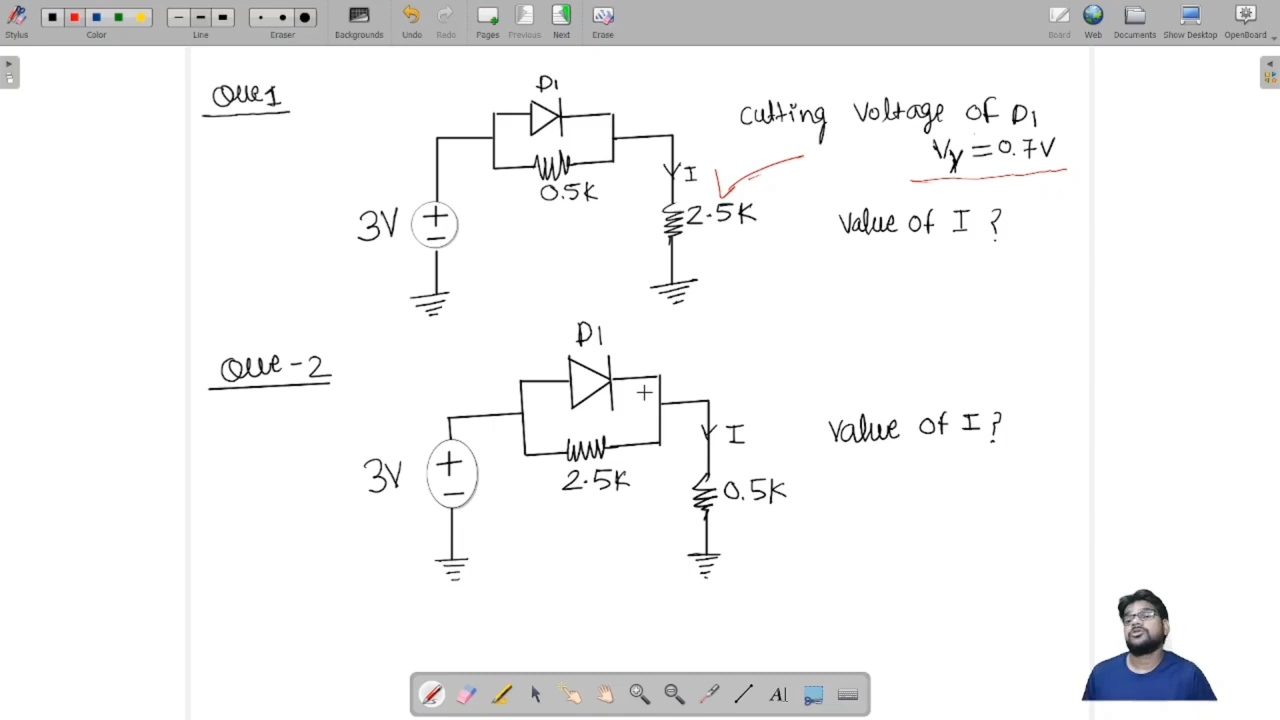 Stylus
Color
Line
Eraser
Backgrounds
Undo
Redo
Pages
Previous
Next
Erase
Board
Web
Documents
Show Desktop
OpenBoard
Que 1
D1
0.5K
3V
+
−
I
2.5K
Cutting Voltage of D1
Vγ = 0.7V
Value of I ?
Que - 2
D1
+
2.5K
3V
+
−
I
0.5K
Value of I ?